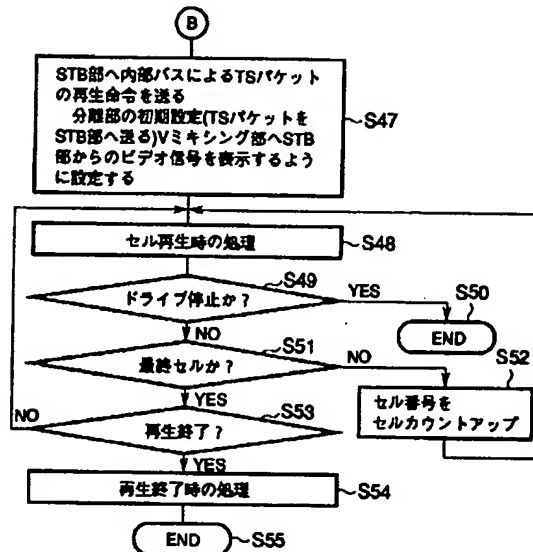 B
STB部へ内部バスによるTSパケット
の再生命令を送る
分離部の初期設定(TSパケットを
STB部へ送る)Vミキシング部へSTB
部からのビデオ信号を表示するよう
に設定する
S47
セル再生時の処理
S48
ドライブ停止か?
S49
YES
S50
END
NO
最終セルか?
S51
NO
S52
セル番号を
セルカウントアップ
YES
再生終了?
S53
NO
YES
再生終了時の処理
S54
END
S55